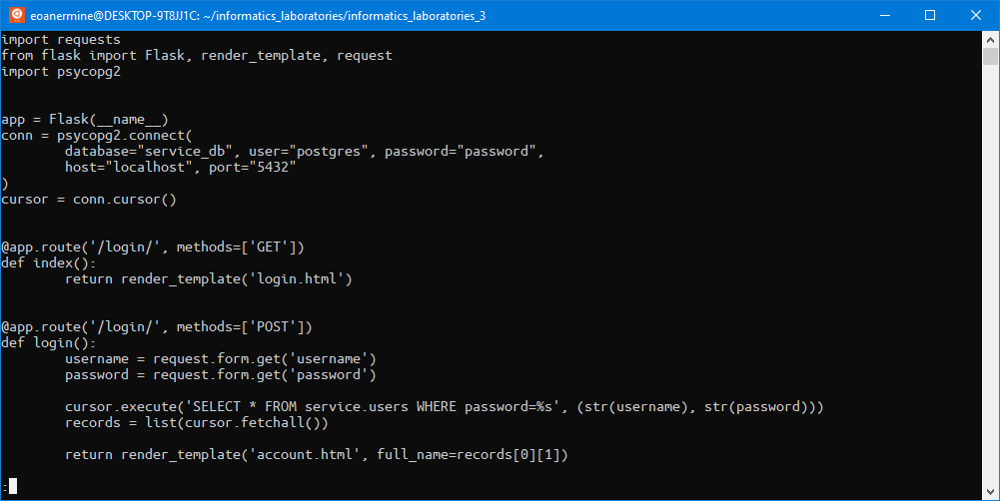 eoanermine@DESKTOP-9T8JJ1C: ~/informatics_laboratories/informatics_laboratories_3
import requests
from flask import Flask, render_template, request
import psycopg2
app = Flask(__name__)
conn = psycopg2.connect(
        database="service_db", user="postgres", password="password",
        host="localhost", port="5432"
)
cursor = conn.cursor()
@app.route('/login/', methods=['GET'])
def index():
        return render_template('login.html')
@app.route('/login/', methods=['POST'])
def login():
        username = request.form.get('username')
        password = request.form.get('password')
        cursor.execute('SELECT * FROM service.users WHERE password=%s', (str(username), str(password)))
        records = list(cursor.fetchall())
        return render_template('account.html', full_name=records[0][1])
: